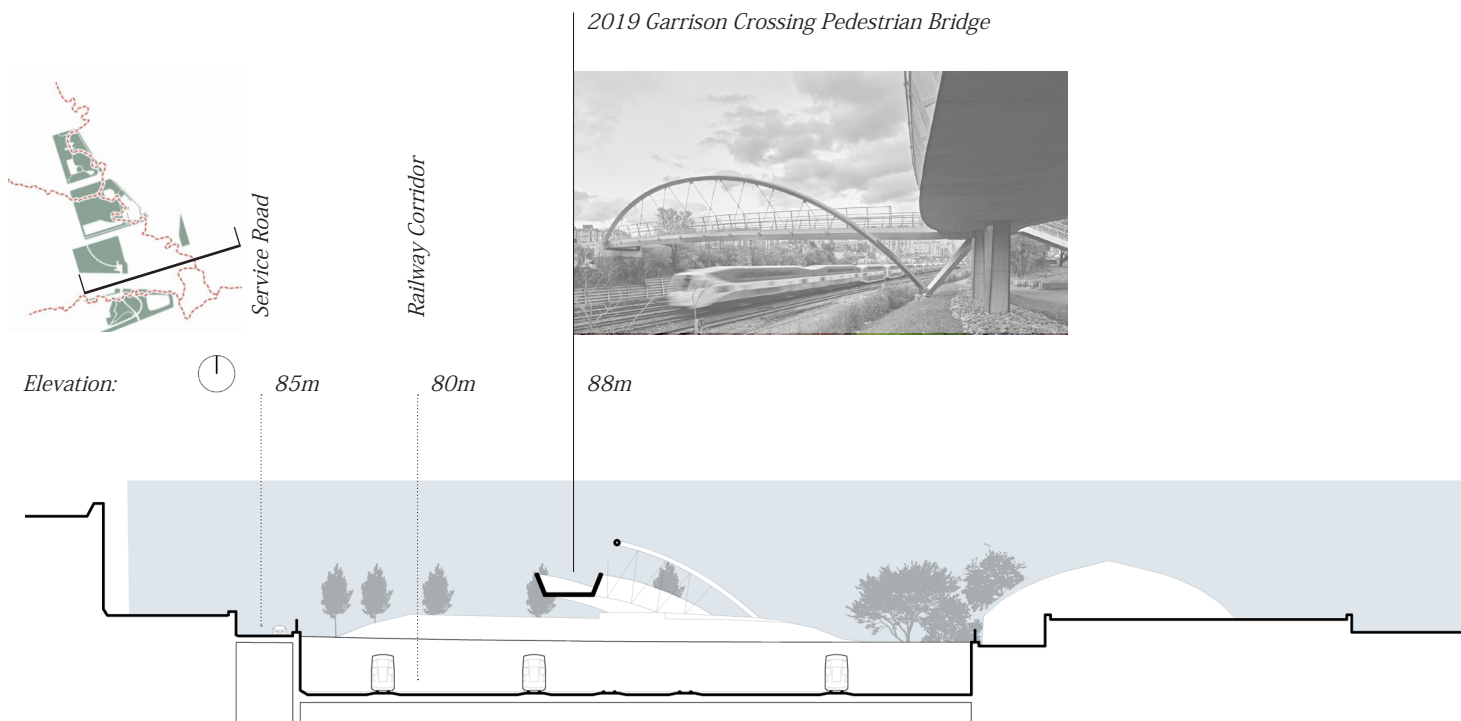 2019 Garrison Crossing Pedestrian Bridge
Service Road
Railway Corridor
Elevation:
85m
80m
88m